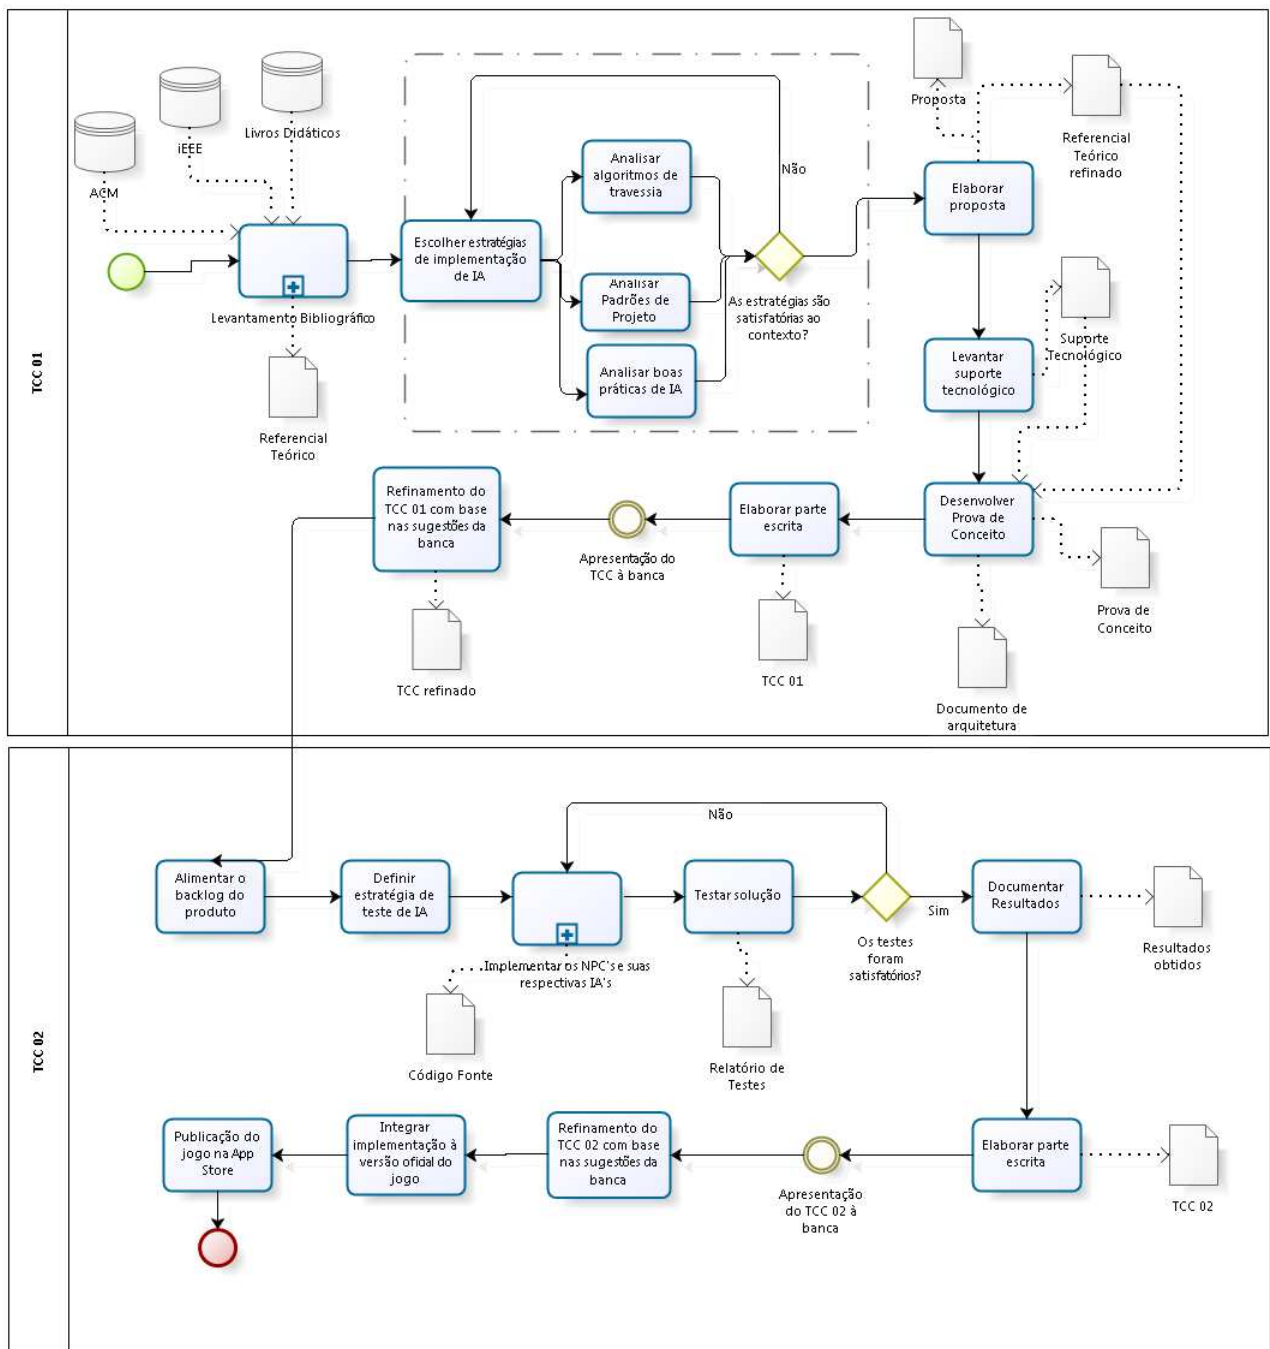 TCC 01
ACM
iEEE
Livros Didáticos
Levantamento Bibliográfico
Referencial
Teórico
Escolher estratégias
de implementação
de IA
Analisar
algoritmos de
travessia
Analisar
Padrões de
Projeto
Analisar boas
práticas de IA
Não
As estratégias são
satisfatórias ao
contexto?
Proposta
Referencial
Teórico
refinado
Elaborar
proposta
Levantar
suporte
tecnológico
Suporte
Tecnológico
Desenvolver
Prova de
Conceito
Prova de
Conceito
Documento de
arquitetura
Elaborar parte
escrita
TCC 01
Apresentação do
TCC à banca
Refinamento do
TCC 01 com base
nas sugestões da
banca
TCC refinado
TCC 02
Alimentar o
backlog do
produto
Definir
estratégia de
teste de IA
Implementar os NPC's e suas
respectivas IA's
Código Fonte
Não
Testar solução
Relatório de
Testes
Os testes
foram
satisfatórios?
Sim
Documentar
Resultados
Resultados
obtidos
Elaborar parte
escrita
TCC 02
Apresentação
do TCC 02 à
banca
Refinamento do
TCC 02 com base
nas sugestões da
banca
Integrar
implementação à
versão oficial do
jogo
Publicação do
jogo na App
Store